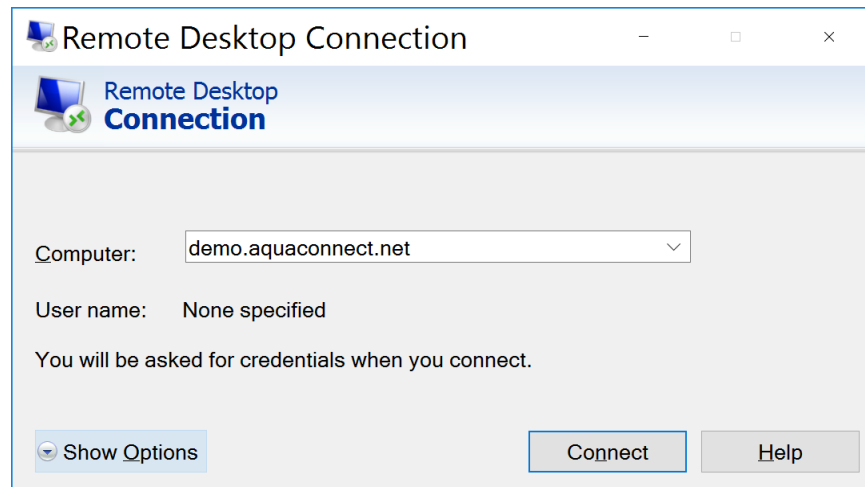 Remote Desktop Connection
Remote Desktop
Connection
Computer: demo.aquaconnect.net
User name: None specified
You will be asked for credentials when you connect.
Show Options Connect Help